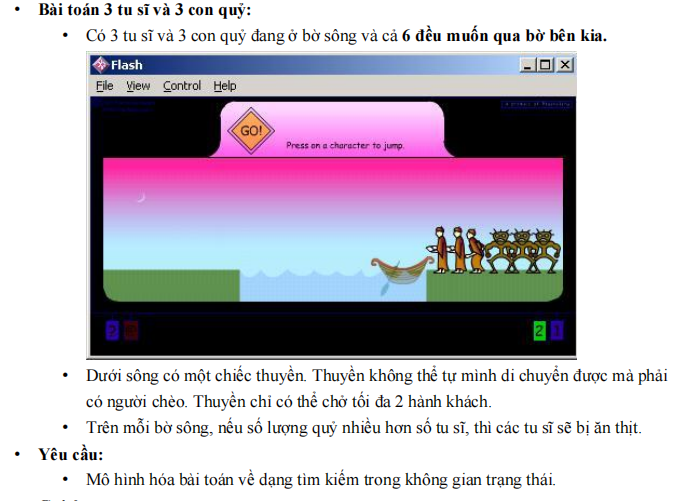 • Bài toán 3 tu sĩ và 3 con quỷ:
• Có 3 tu sĩ và 3 con quỷ đang ở bờ sông và cả 6 đều muốn qua bờ bên kia.
Flash
File View Control Help
GO!
Press on a character to jump.
2
2 1
• Dưới sông có một chiếc thuyền. Thuyền không thể tự mình di chuyển được mà phải
có người chèo. Thuyền chỉ có thể chở tối đa 2 hành khách.
• Trên mỗi bờ sông, nếu số lượng quỷ nhiều hơn số tu sĩ, thì các tu sĩ sẽ bị ăn thịt.
• Yêu cầu:
• Mô hình hóa bài toán về dạng tìm kiếm trong không gian trạng thái.